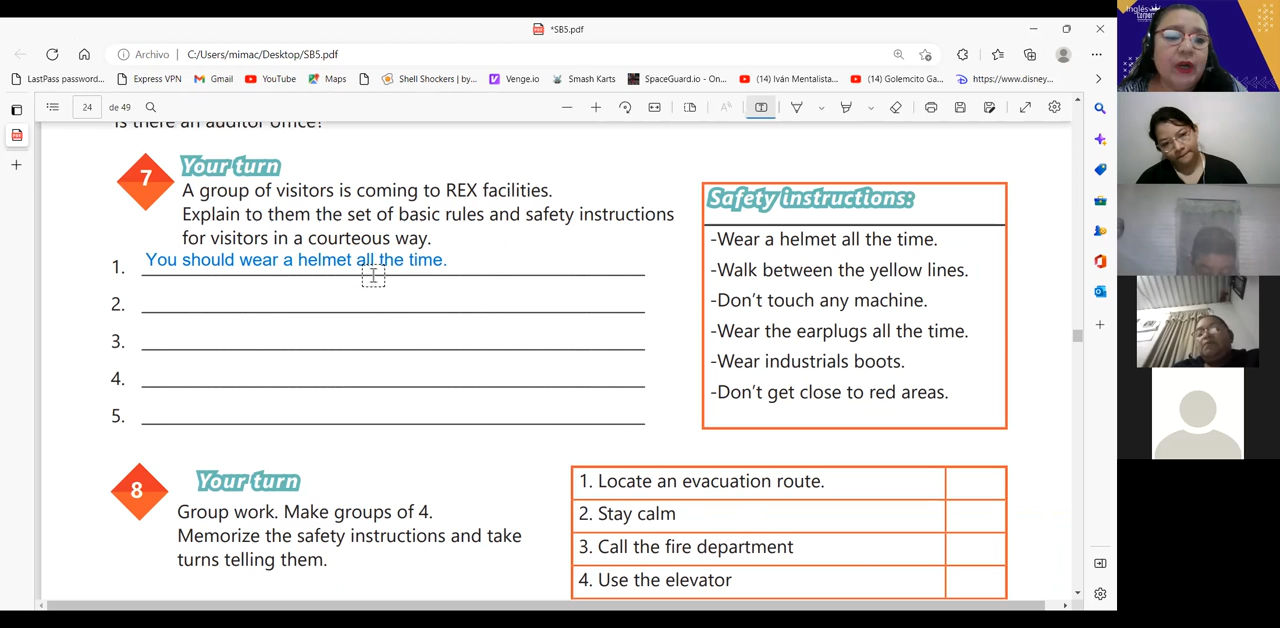 *SB5.pdf
Archivo | C:/Users/mimac/Desktop/SB5.pdf
LastPass password... Express VPN Gmail YouTube Maps Shell Shockers | by... Venge.io Smash Karts SpaceGuard.io - On... (14) Iván Mentalista... (14) Golemcito Ga... https://www.disney...
24 de 49
Is there an auditor office?
7 Your turn
A group of visitors is coming to REX facilities.
Explain to them the set of basic rules and safety instructions
for visitors in a courteous way.
1. You should wear a helmet all the time.
2.
3.
4.
5.
Safety instructions:
-Wear a helmet all the time.
-Walk between the yellow lines.
-Don't touch any machine.
-Wear the earplugs all the time.
-Wear industrials boots.
-Don't get close to red areas.
8 Your turn
Group work. Make groups of 4.
Memorize the safety instructions and take
turns telling them.
1. Locate an evacuation route.
2. Stay calm
3. Call the fire department
4. Use the elevator
Inglés